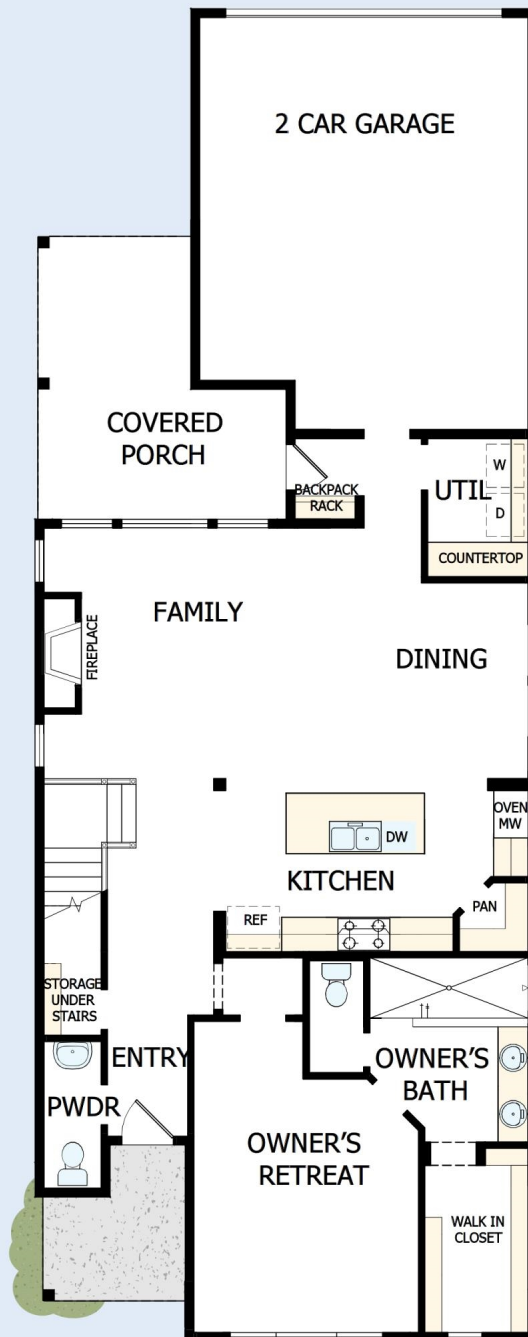 2 CAR GARAGE
COVERED
PORCH
BACKPACK
RACK
W
UTIL
D
COUNTERTOP
FAMILY
FIREPLACE
DINING
OVEN
MW
DW
KITCHEN
PAN
REF
STORAGE
UNDER
STAIRS
ENTRY
OWNER'S
BATH
PWDR
OWNER'S
RETREAT
WALK IN
CLOSET